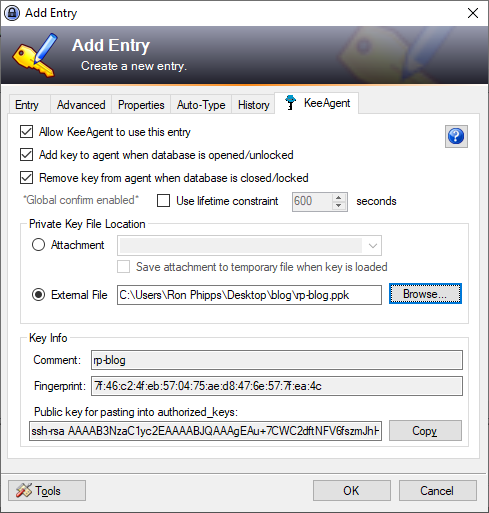 Add Entry
Add Entry
Create a new entry.
Entry Advanced Properties Auto-Type History KeeAgent
Allow KeeAgent to use this entry
Add key to agent when database is opened/unlocked
Remove key from agent when database is closed/locked
*Global confirm enabled* Use lifetime constraint 600 seconds
Private Key File Location
Attachment
Save attachment to temporary file when key is loaded
External File C:\Users\Ron Phipps\Desktop\blog\rp-blog.ppk Browse...
Key Info
Comment: rp-blog
Fingerprint: 7f:46:c2:4f:eb:57:04:75:ae:d8:47:6e:57:7f:ea:4c
Public key for pasting into authorized_keys:
ssh-rsa AAAAB3NzaC1yc2EAAAABJQAAAgEAu+7CWC2dftNFV6fszmJhH Copy
Tools OK Cancel